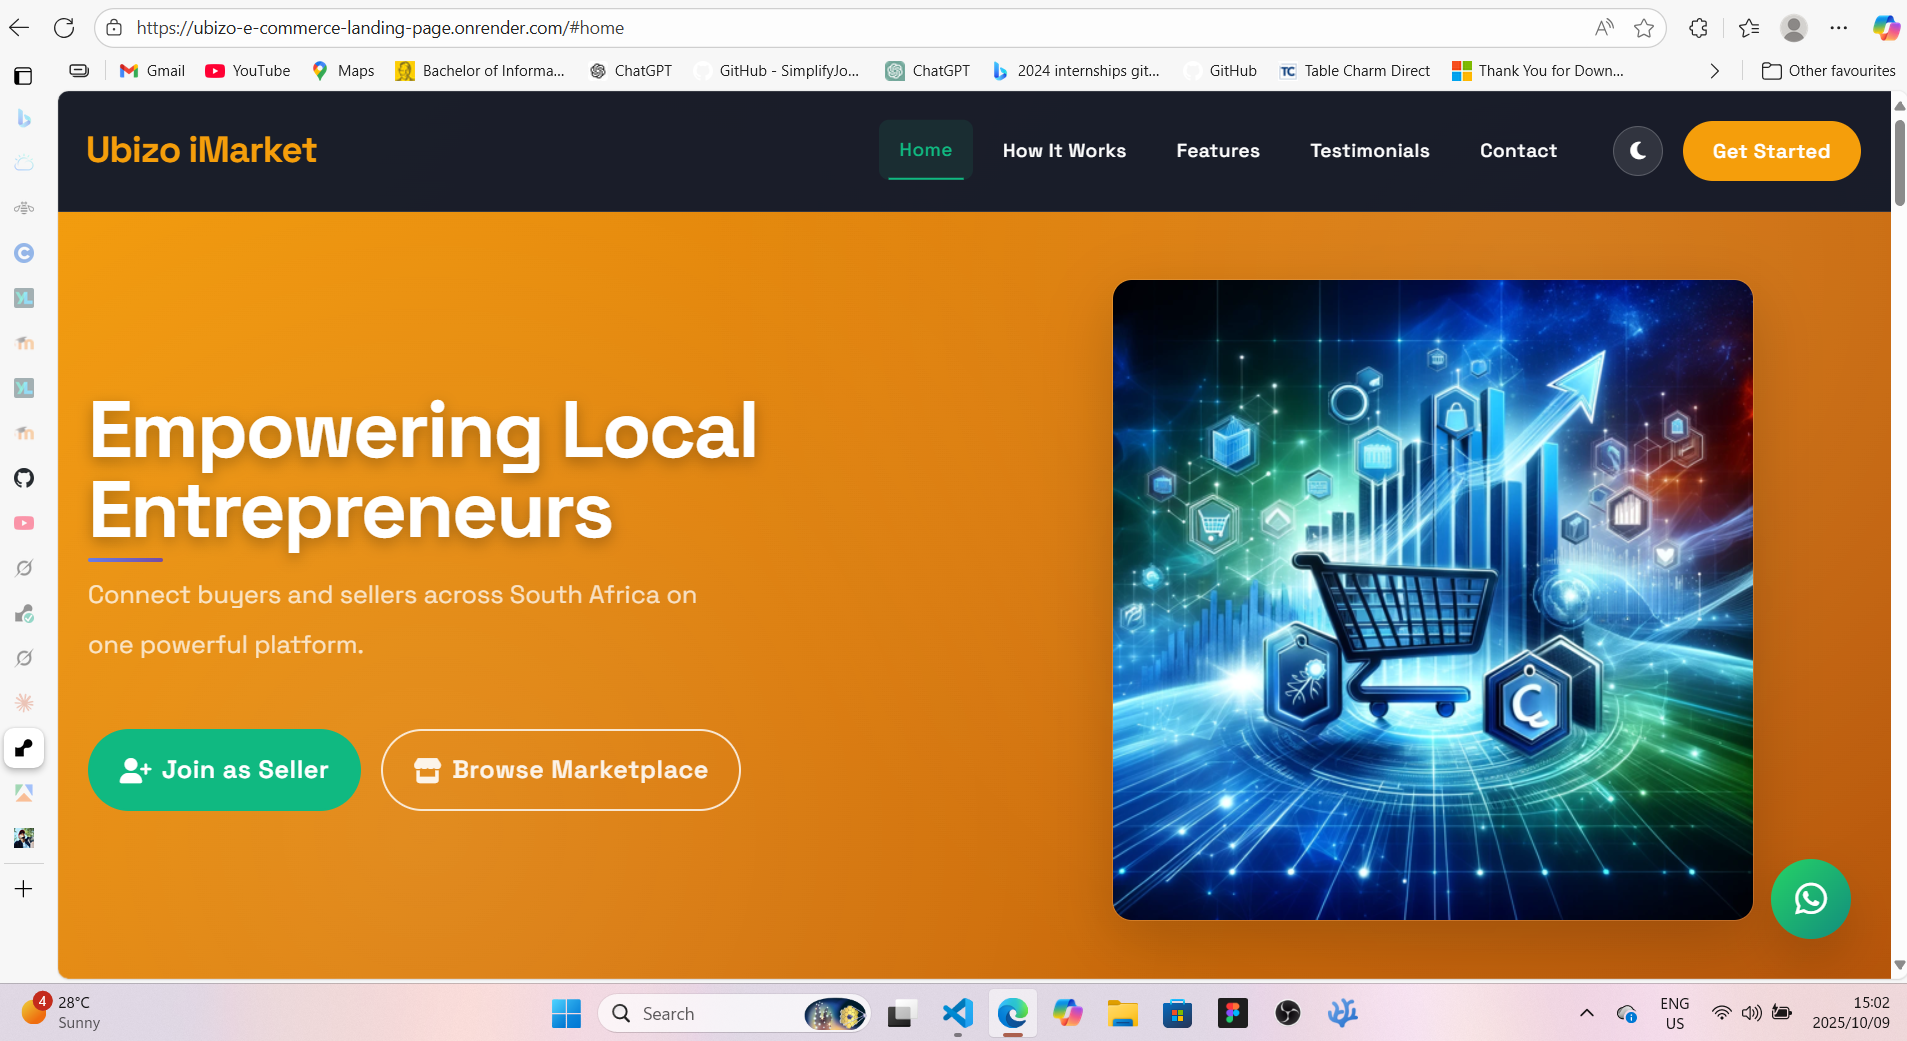 https://ubizo-e-commerce-landing-page.onrender.com/#home
Gmail YouTube Maps Bachelor of Informa... ChatGPT GitHub - SimplifyJo... ChatGPT 2024 internships git... GitHub Table Charm Direct Thank You for Down... Other favourites
Ubizo iMarket
Home How It Works Features Testimonials Contact Get Started
Empowering Local
Entrepreneurs
Connect buyers and sellers across South Africa on
one powerful platform.
Join as Seller Browse Marketplace
4 28°C
Sunny
Search
ENG
US
15:02
2025/10/09